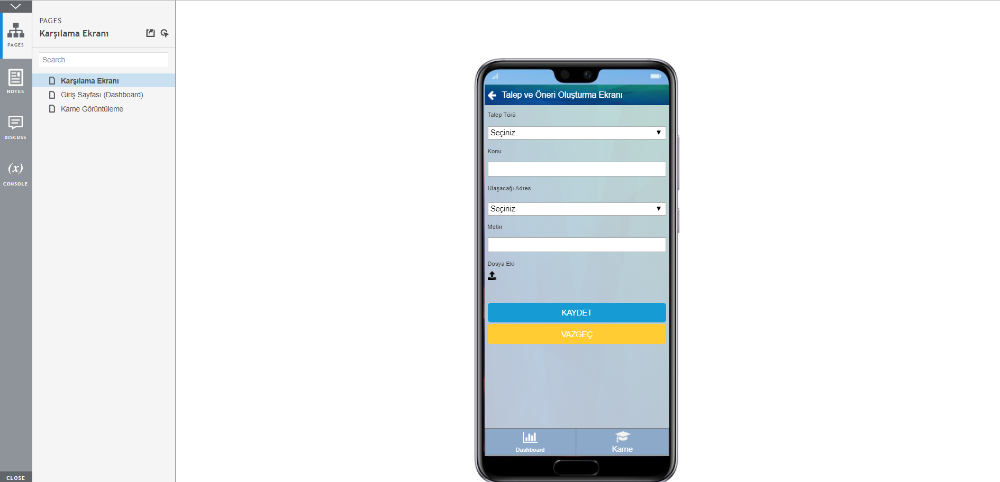 PAGES
Karşılama Ekranı
Search
Karşılama Ekranı
Giriş Sayfası (Dashboard)
Karne Görüntüleme
PAGES
NOTES
DISCUSS
(x)
CONSOLE
CLOSE
Talep ve Öneri Oluşturma Ekranı
Talep Türü
Seçiniz
Konu
Ulaşacağı Adres
Seçiniz
Metin
Dosya Eki
KAYDET
VAZGEÇ
Dashboard
Karne